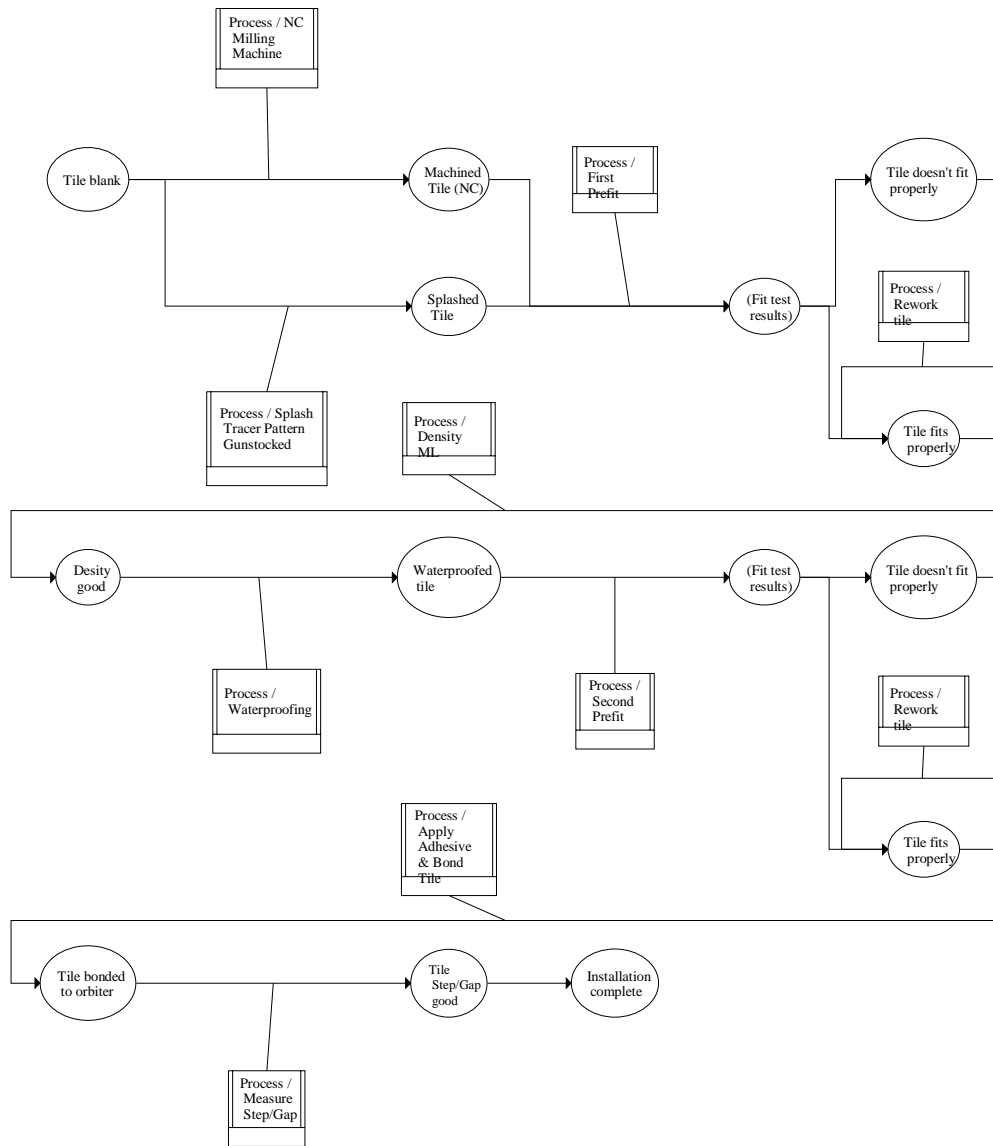 Process / NC
Milling
Machine
Tile blank
Machined
Tile (NC)
Process /
First
Prefit
Tile doesn't fit
properly
Splashed
Tile
(Fit test
results)
Process /
Rework
tile
Process / Splash
Tracer Pattern
Gunstocked
Process /
Density
ML
Tile fits
properly
Desity
good
Waterproofed
tile
(Fit test
results)
Tile doesn't fit
properly
Process /
Waterproofing
Process /
Second
Prefit
Process /
Rework
tile
Process /
Apply
Adhesive
& Bond
Tile
Tile fits
properly
Tile bonded
to orbiter
Tile
Step/Gap
good
Installation
complete
Process /
Measure
Step/Gap